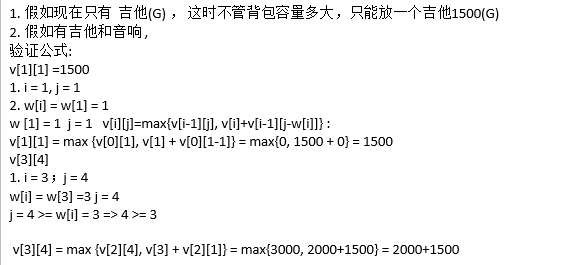 1. 假如现在只有 吉他(G) ， 这时不管背包容量多大，只能放一个吉他1500(G)
2. 假如有吉他和音响,
验证公式:
v[1][1] =1500
1. i = 1, j = 1
2. w[i] = w[1] = 1
w [1] = 1  j = 1   v[i][j]=max{v[i-1][j], v[i]+v[i-1][j-w[i]]} :
v[1][1] = max {v[0][1], v[1] + v[0][1-1]} = max{0, 1500 + 0} = 1500
v[3][4]
1. i = 3；j = 4
w[i] = w[3] =3 j = 4
j = 4 >= w[i] = 3 => 4 >= 3
v[3][4] = max {v[2][4], v[3] + v[2][1]} = max{3000, 2000+1500} = 2000+1500